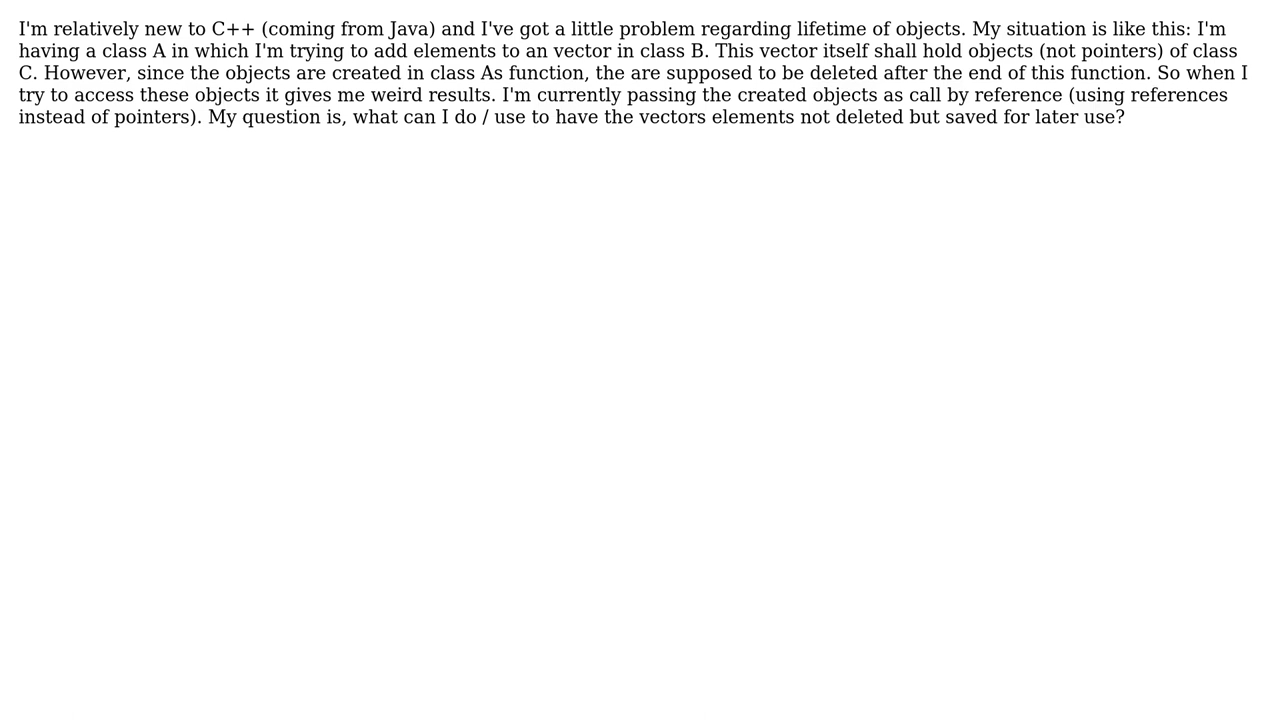 I'm relatively new to C++ (coming from Java) and I've got a little problem regarding lifetime of objects. My situation is like this: I'm
having a class A in which I'm trying to add elements to an vector in class B. This vector itself shall hold objects (not pointers) of class
C. However, since the objects are created in class As function, the are supposed to be deleted after the end of this function. So when I
try to access these objects it gives me weird results. I'm currently passing the created objects as call by reference (using references
instead of pointers). My question is, what can I do / use to have the vectors elements not deleted but saved for later use?